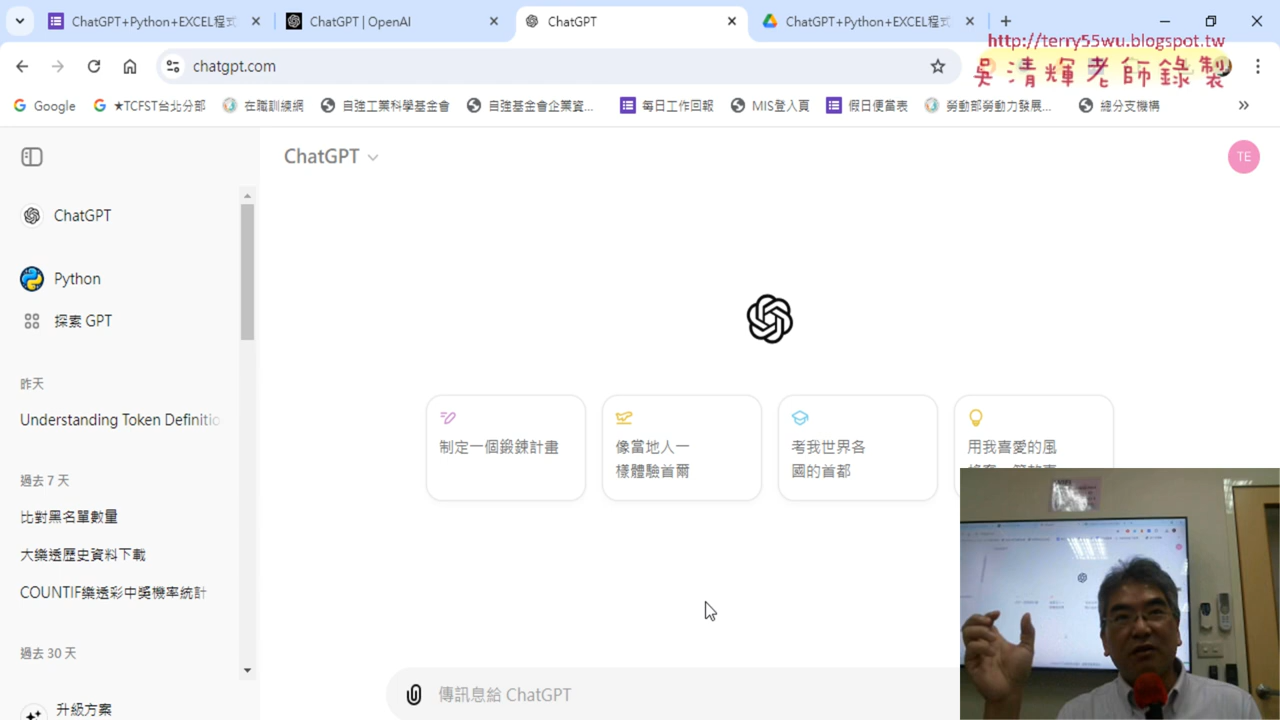 ChatGPT+Python+EXCEL程式
ChatGPT | OpenAI
ChatGPT
ChatGPT+Python+EXCEL程式
http://terry55wu.blogspot.tw
吳清輝老師錄製
chatgpt.com
Google
★TCFST台北分部
在職訓練網
自強工業科學基金會
自強基金會企業資...
每日工作回報
MIS登入頁
假日便當表
勞動部勞動力發展...
總分支機構
ChatGPT
TE
ChatGPT
Python
探索 GPT
昨天
Understanding Token Definitio
過去 7 天
比對黑名單數量
大樂透歷史資料下載
COUNTIF樂透彩中獎機率統計
過去 30 天
升級方案
制定一個鍛鍊計畫
像當地人一
樣體驗首爾
考我世界各
國的首都
用我喜愛的風
傳訊息給 ChatGPT